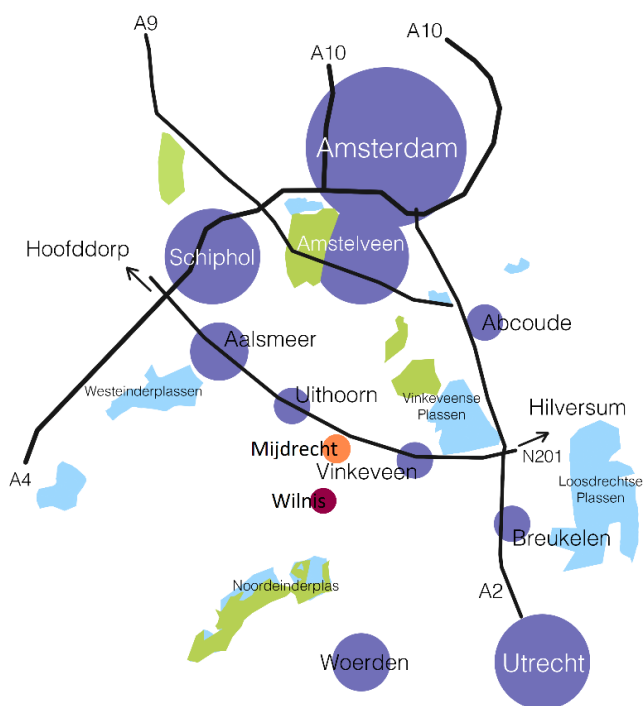 A9
A10
A10
Amsterdam
Hoofddorp
Schiphol
Amstelveen
Abcoude
Aalsmeer
Westeinderplassen
Uithoorn
Vinkeveense
Plassen
Hilversum
Mijdrecht
Vinkeveen
N201
A4
Loosdrechtse
Plassen
Wilnis
Breukelen
Noordeinderplas
A2
Woerden
Utrecht